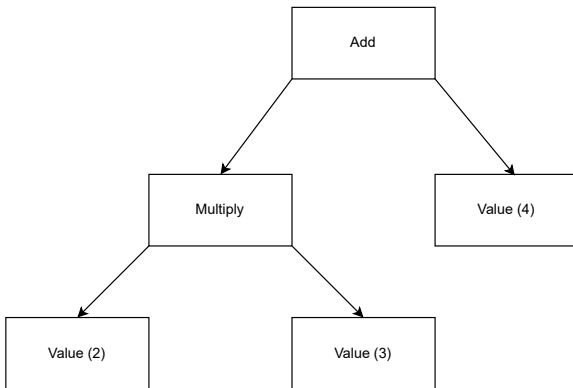 Add
Multiply
Value (4)
Value (2)
Value (3)